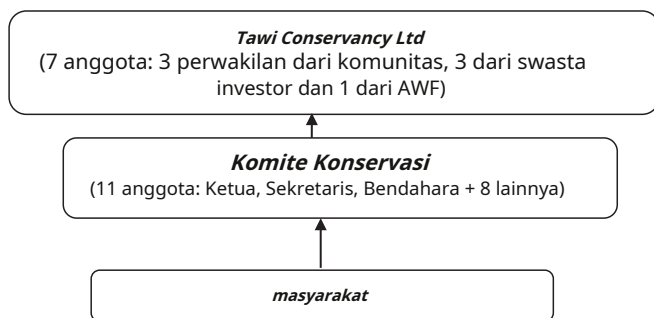 Tawi Conservancy Ltd
(7 anggota: 3 perwakilan dari komunitas, 3 dari swasta
investor dan 1 dari AWF)
Komite Konservasi
(11 anggota: Ketua, Sekretaris, Bendahara + 8 lainnya)
masyarakat